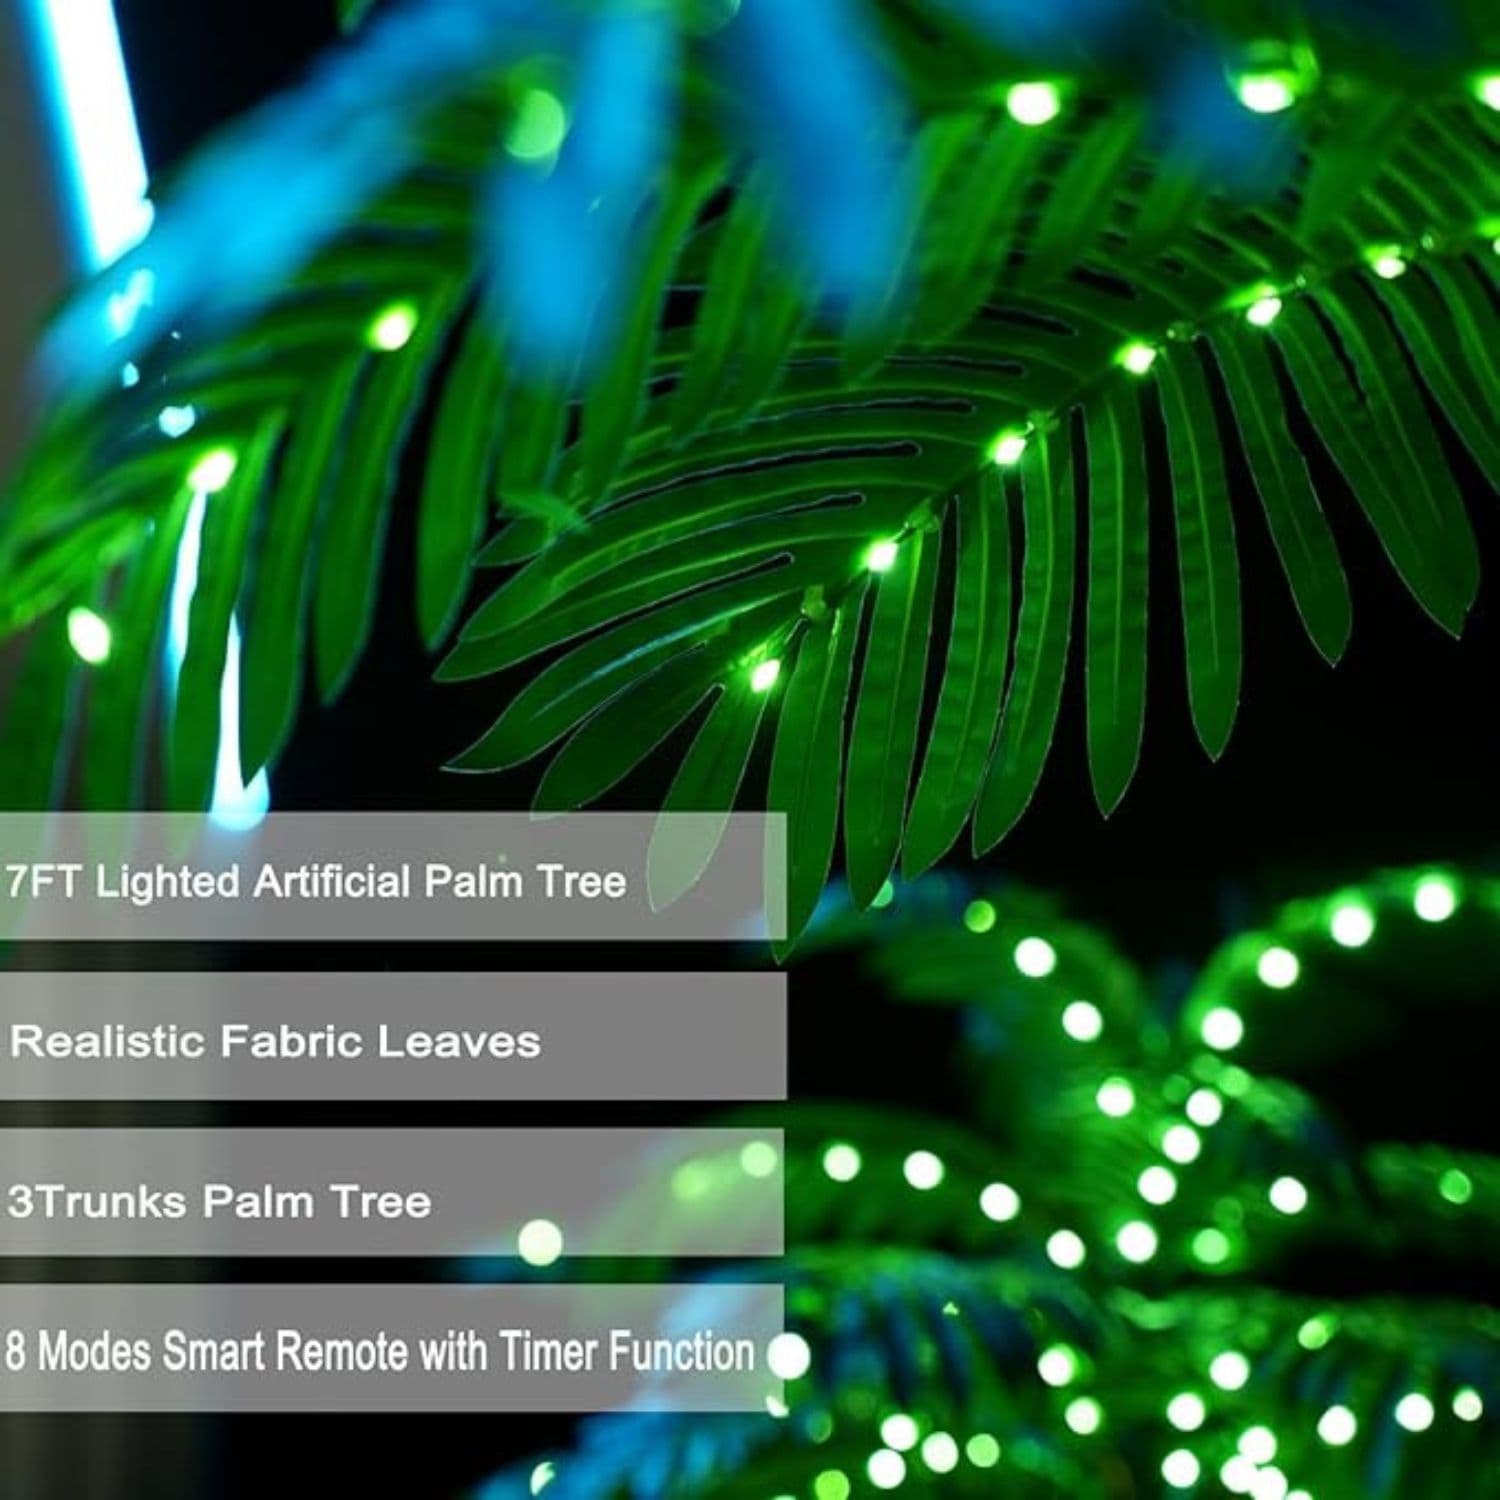 7FT Lighted Artificial Palm Tree
Realistic Fabric Leaves
3Trunks Palm Tree
8 Modes Smart Remote with Timer Function